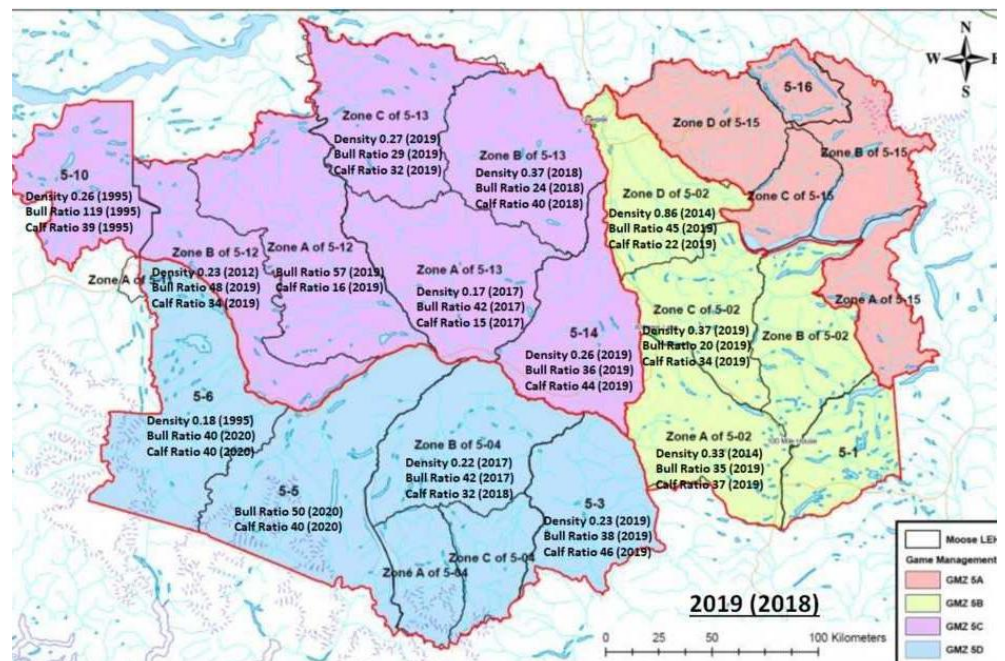 N
W
E
S
5-16
Zone C of 5-13
Density 0.27 (2019)
Bull Ratio 29 (2019)
Calf Ratio 32 (2019)
Zone D of 5-15
Zone B of 5-13
Density 0.37 (2018)
Bull Ratio 24 (2018)
Calf Ratio 40 (2018)
Zone B of 5-15
5-10
Density 0.26 (1995)
Bull Ratio 119 (1995)
Calf Ratio 39 (1995)
Zone D of 5-02
Density 0.86 (2014)
Bull Ratio 45 (2019)
Calf Ratio 22 (2019)
Zone C of 5-15
Zone B of 5-12
Density 0.23 (2012)
Bull Ratio 48 (2019)
Calf Ratio 34 (2019)
Zone A of 5-12
Bull Ratio 57 (2019)
Calf Ratio 16 (2019)
Zone A of 5-13
Density 0.17 (2017)
Bull Ratio 42 (2017)
Calf Ratio 15 (2017)
Zone A of
Zone A of 5-15
Zone C of 5-02
Density 0.37 (2019)
Bull Ratio 20 (2019)
Calf Ratio 34 (2019)
Zone B of 5-02
5-14
Density 0.26 (2019)
Bull Ratio 36 (2019)
Calf Ratio 44 (2019)
5-6
Density 0.18 (1995)
Bull Ratio 40 (2020)
Calf Ratio 40 (2020)
Zone B of 5-04
Density 0.22 (2017)
Bull Ratio 42 (2017)
Calf Ratio 32 (2018)
Zone A of 5-02
Density 0.33 (2014)
Bull Ratio 35 (2019)
Calf Ratio 37 (2019)
100 Mile House
5-1
5-5
Bull Ratio 50 (2020)
Calf Ratio 40 (2020)
5-3
Density 0.23 (2019)
Bull Ratio 38 (2019)
Calf Ratio 46 (2019)
Zone C of 5-04
Zone A of 5-04
2019 (2018)
0 50 100 Kilometers
Moose LEH
Game Management
GMZ 5A
GMZ 5B
GMZ 5C
GMZ 5D